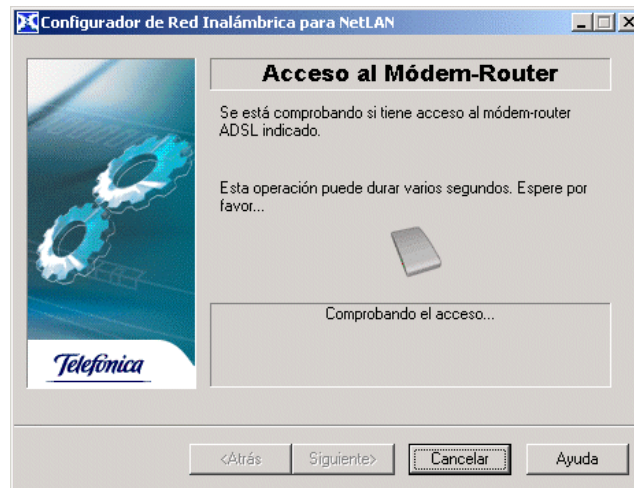 Configurador de Red Inalámbrica para NetLAN
Acceso al Módem-Router
Se está comprobando si tiene acceso al módem-router
ADSL indicado.
Esta operación puede durar varios segundos. Espere por
favor...
Comprobando el acceso...
Telefónica
<Atrás
Siguiente>
Cancelar
Ayuda